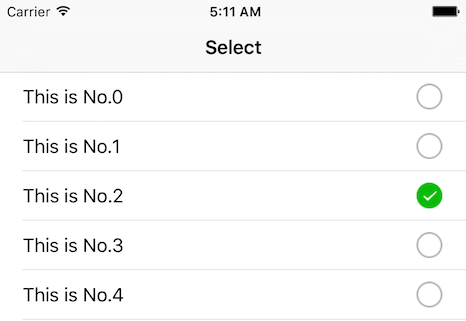 Carrier 5:11 AM
Select
This is No.0
This is No.1
This is No.2
This is No.3
This is No.4